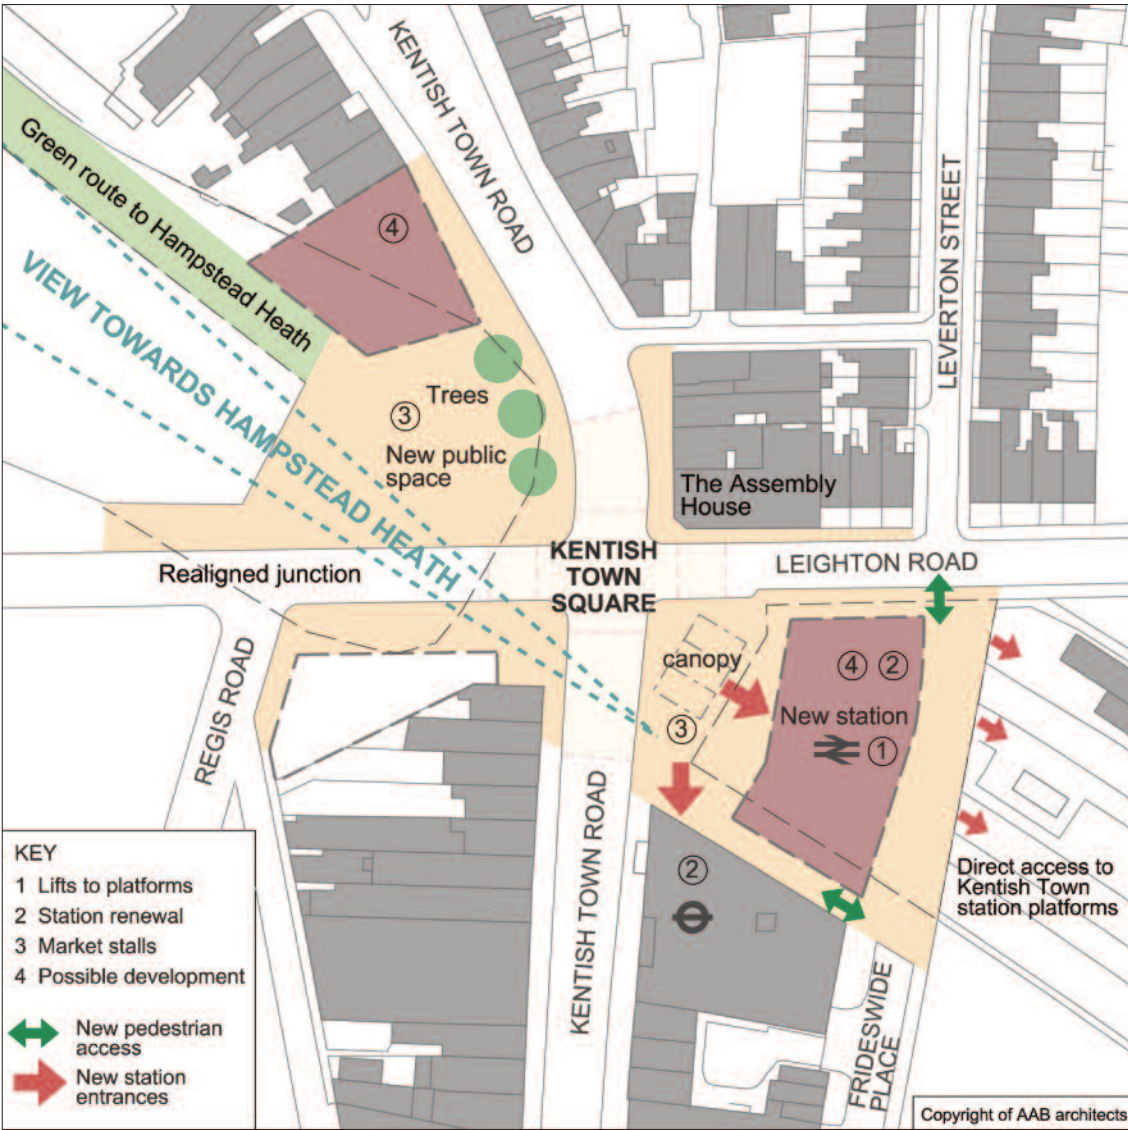 KENTISH TOWN ROAD
Green route to Hampstead Heath
④
LEVERTON STREET
VIEW TOWARDS HAMPSTEAD HEATH
Trees
③
New public
space
The Assembly
House
KENTISH
TOWN
SQUARE
LEIGHTON ROAD
Realigned junction
canopy
④ ②
New station
①
③
REGIS ROAD
KENTISH TOWN ROAD
②
Direct access to
Kentish Town
station platforms
FRIDESWIDE
PLACE
KEY
1 Lifts to platforms
2 Station renewal
3 Market stalls
4 Possible development
New pedestrian
access
New station
entrances
Copyright of AAB architects